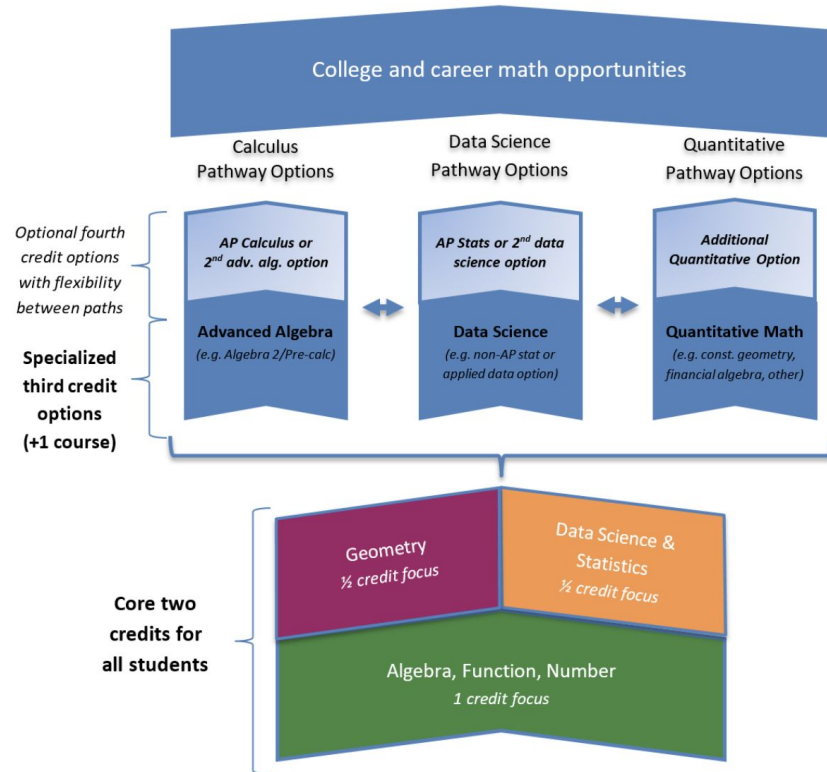 College and career math opportunities
Calculus
Pathway Options
Data Science
Pathway Options
Quantitative
Pathway Options
Optional fourth
credit options
with flexibility
between paths
AP Calculus or
2nd adv. alg. option
AP Stats or 2nd data
science option
Additional
Quantitative Option
Specialized
third credit
options
(+1 course)
Advanced Algebra
(e.g. Algebra 2/Pre-calc)
Data Science
(e.g. non-AP stat or
applied data option)
Quantitative Math
(e.g. const. geometry,
financial algebra, other)
Core two
credits for
all students
Geometry
½ credit focus
Data Science &
Statistics
½ credit focus
Algebra, Function, Number
1 credit focus